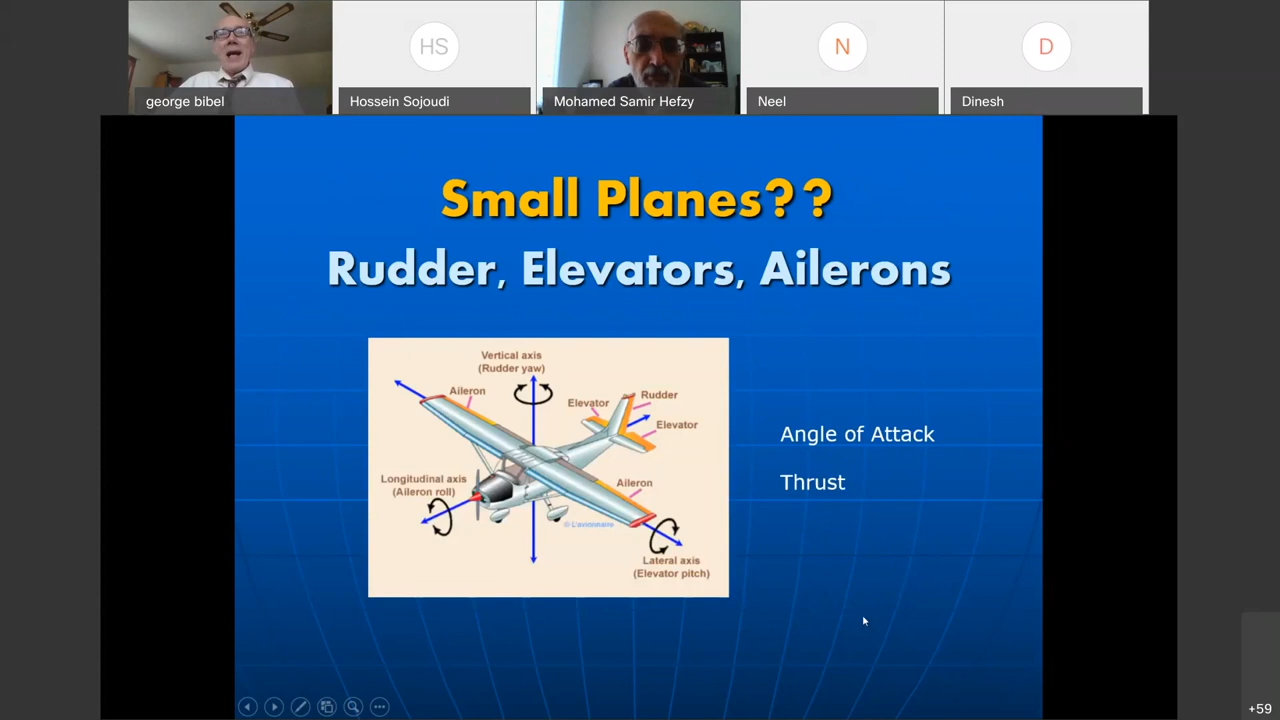 HS
N
D
george bibel
Hossein Sojoudi
Mohamed Samir Hefzy
Neel
Dinesh
Small Planes??
Rudder, Elevators, Ailerons
Vertical axis
(Rudder yaw)
Aileron
Elevator
Rudder
Elevator
Longitudinal axis
(Aileron roll)
Aileron
© L'avionnaire
Lateral axis
(Elevator pitch)
Angle of Attack
Thrust
+59